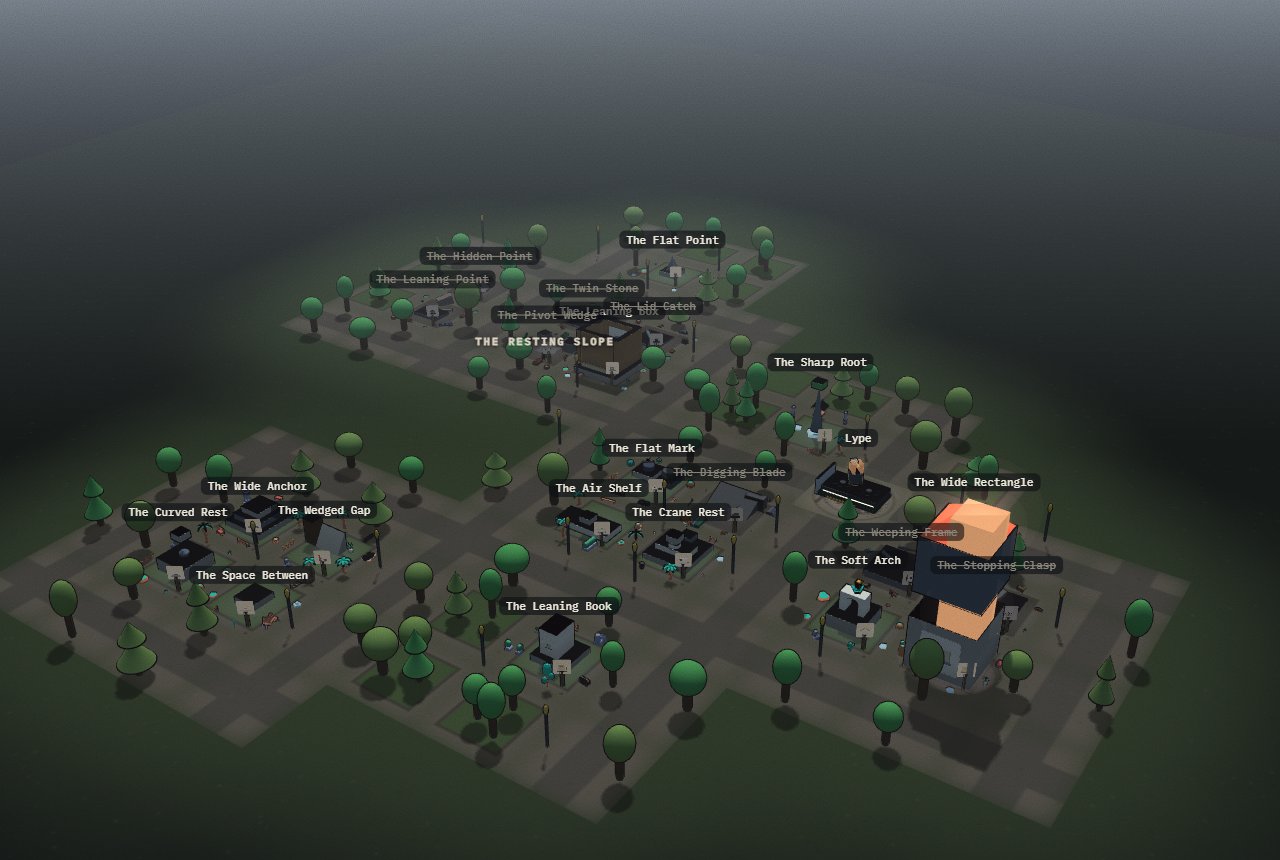 The Flat Point
The Hidden Point
The Leaning Point
The Twin Stone
The Lid Catch
The Leaning Box
The Pivot Wedge
THE RESTING SLOPE
The Sharp Root
Lype
The Flat Mark
The Digging Blade
The Wide Rectangle
The Wide Anchor
The Air Shelf
The Curved Rest
The Wedged Gap
The Crane Rest
The Weeping Frame
The Soft Arch
The Stopping Clasp
The Space Between
The Leaning Book